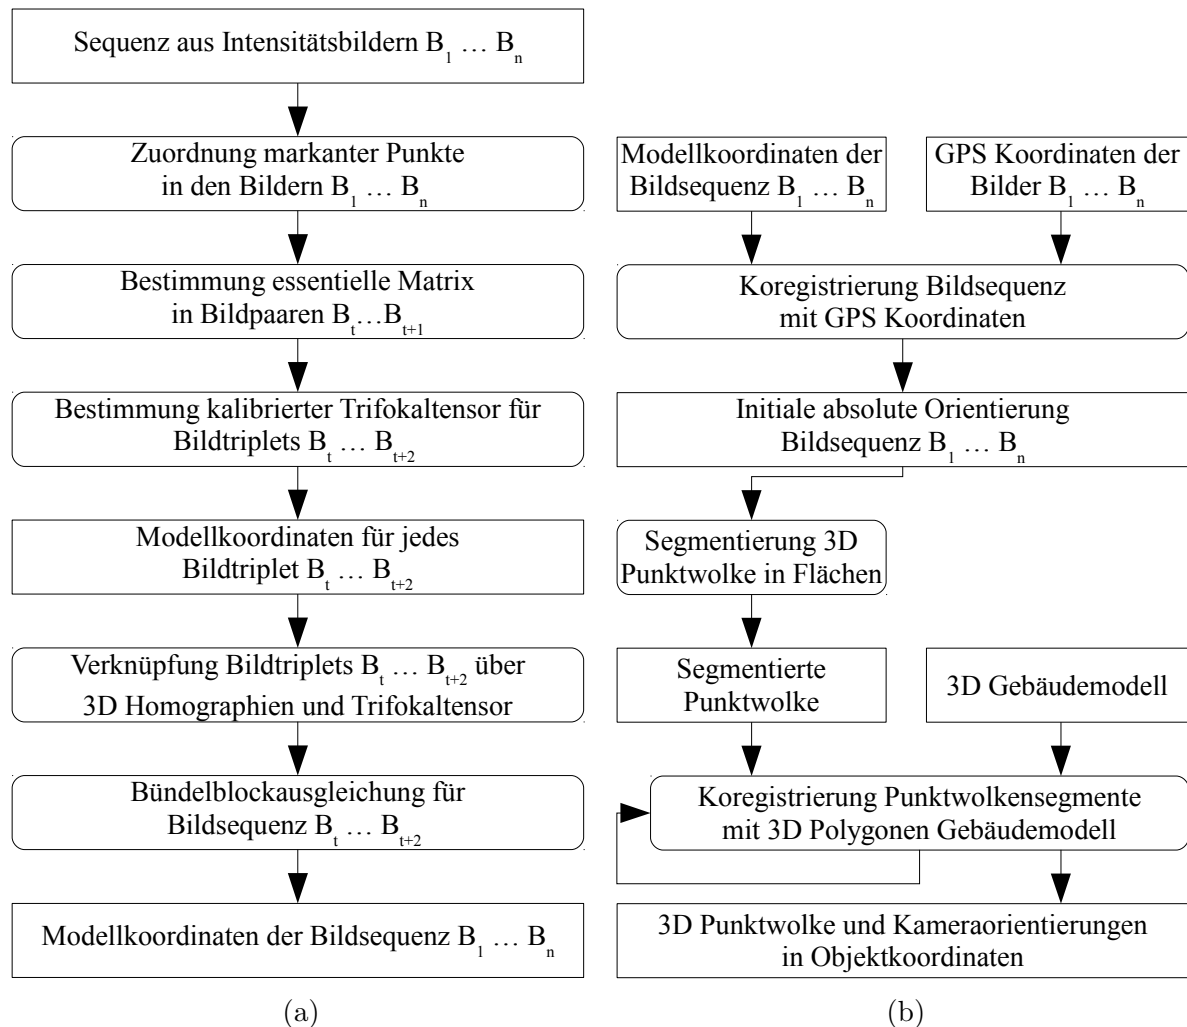 Sequenz aus Intensitätsbildern B₁ … Bₙ
Zuordnung markanter Punkte
in den Bildern B₁ … Bₙ
Bestimmung essentielle Matrix
in Bildpaaren Bₜ…Bₜ₊₁
Bestimmung kalibrierter Trifokaltensor für
Bildtriplets Bₜ … Bₜ₊₂
Modellkoordinaten für jedes
Bildtriplet Bₜ … Bₜ₊₂
Verknüpfung Bildtriplets Bₜ … Bₜ₊₂ über
3D Homographien und Trifokaltensor
Bündelblockausgleichung für
Bildsequenz Bₜ … Bₜ₊₂
Modellkoordinaten der Bildsequenz B₁ … Bₙ
(a)
Modellkoordinaten der
Bildsequenz B₁ … Bₙ
GPS Koordinaten der
Bilder B₁ … Bₙ
Koregistrierung Bildsequenz
mit GPS Koordinaten
Initiale absolute Orientierung
Bildsequenz B₁ … Bₙ
Segmentierung 3D
Punktwolke in Flächen
Segmentierte
Punktwolke
3D Gebäudemodell
Koregistrierung Punktwolkensegmente
mit 3D Polygonen Gebäudemodell
3D Punktwolke und Kameraorientierungen
in Objektkoordinaten
(b)